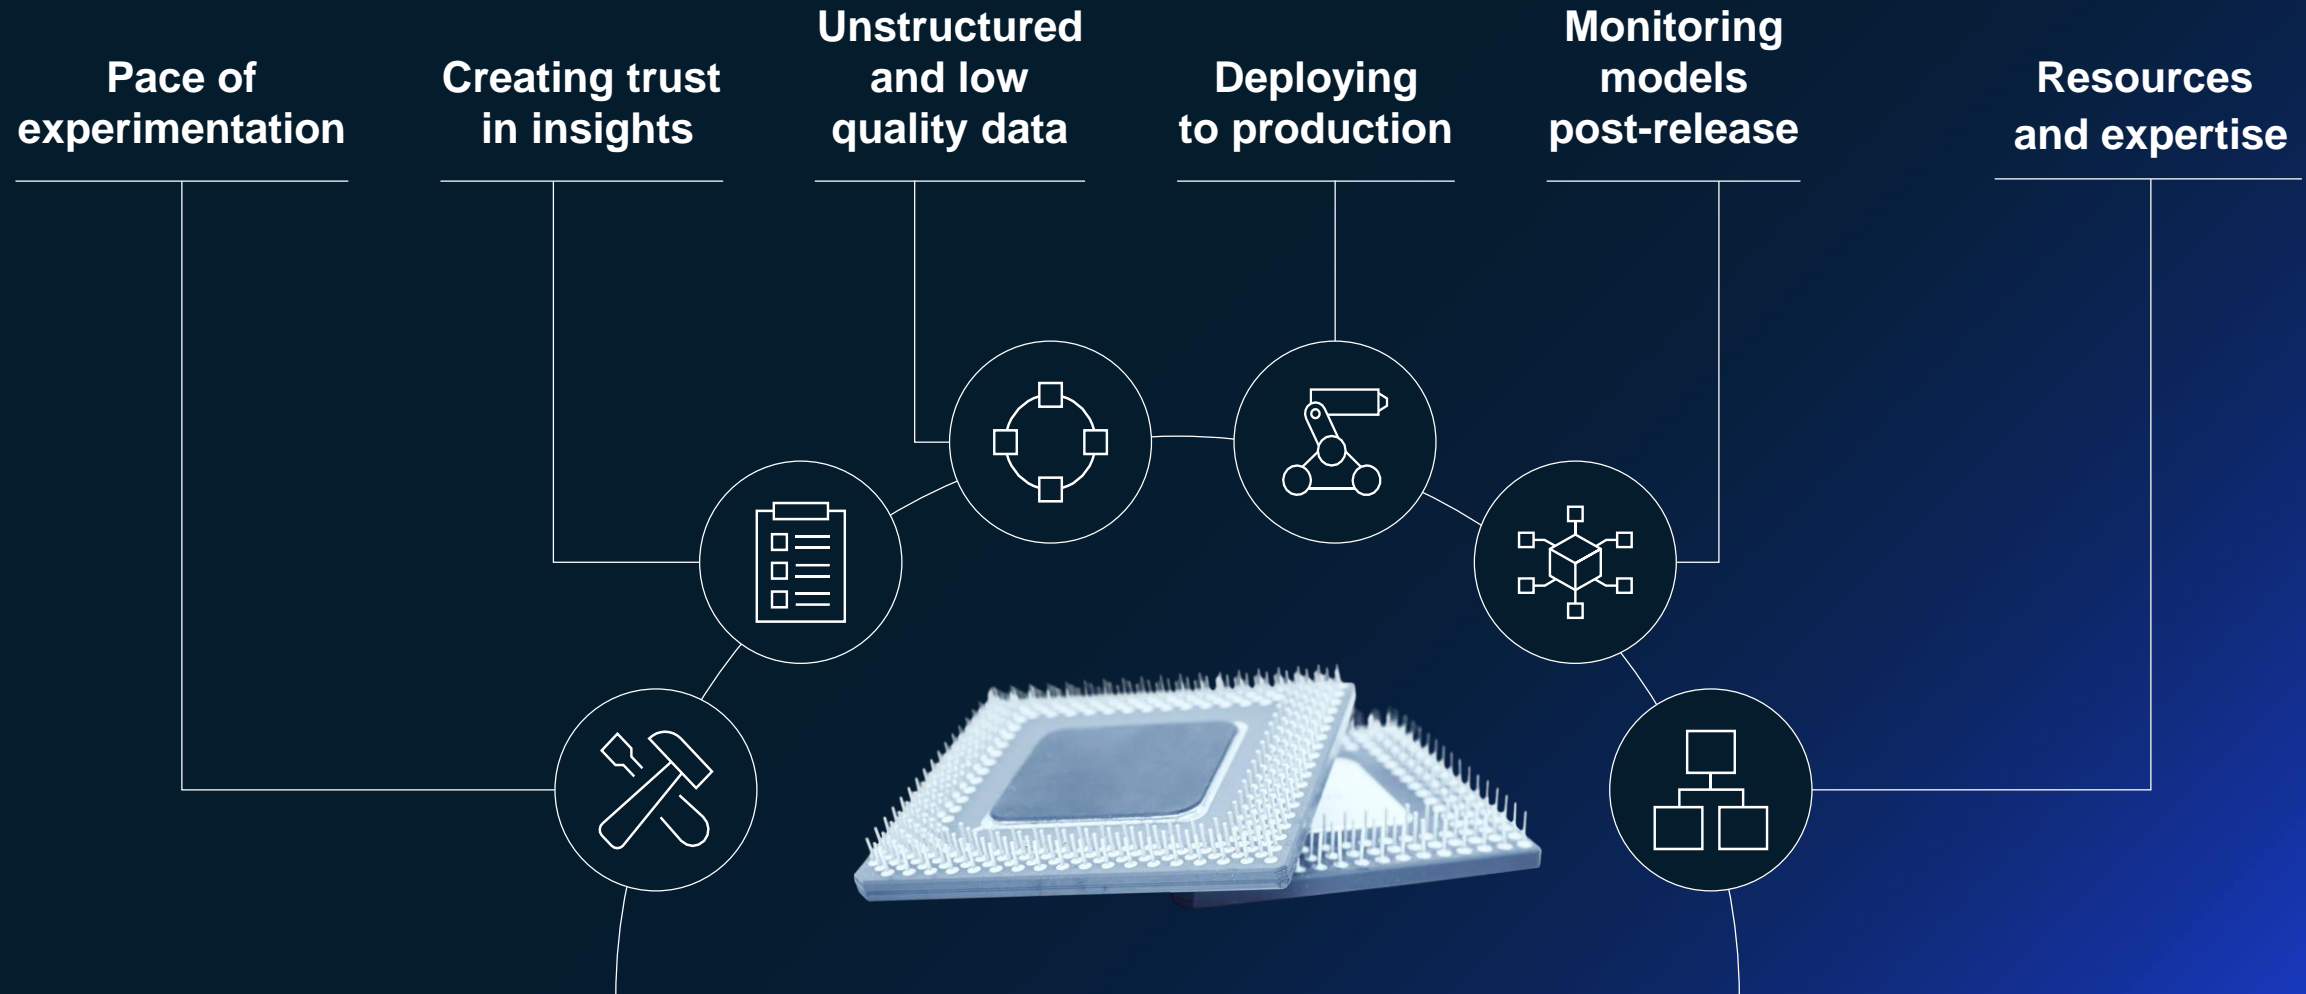 Pace of
experimentation
Creating trust
in insights
Unstructured
and low
quality data
Deploying
to production
Monitoring
models
post-release
Resources
and expertise